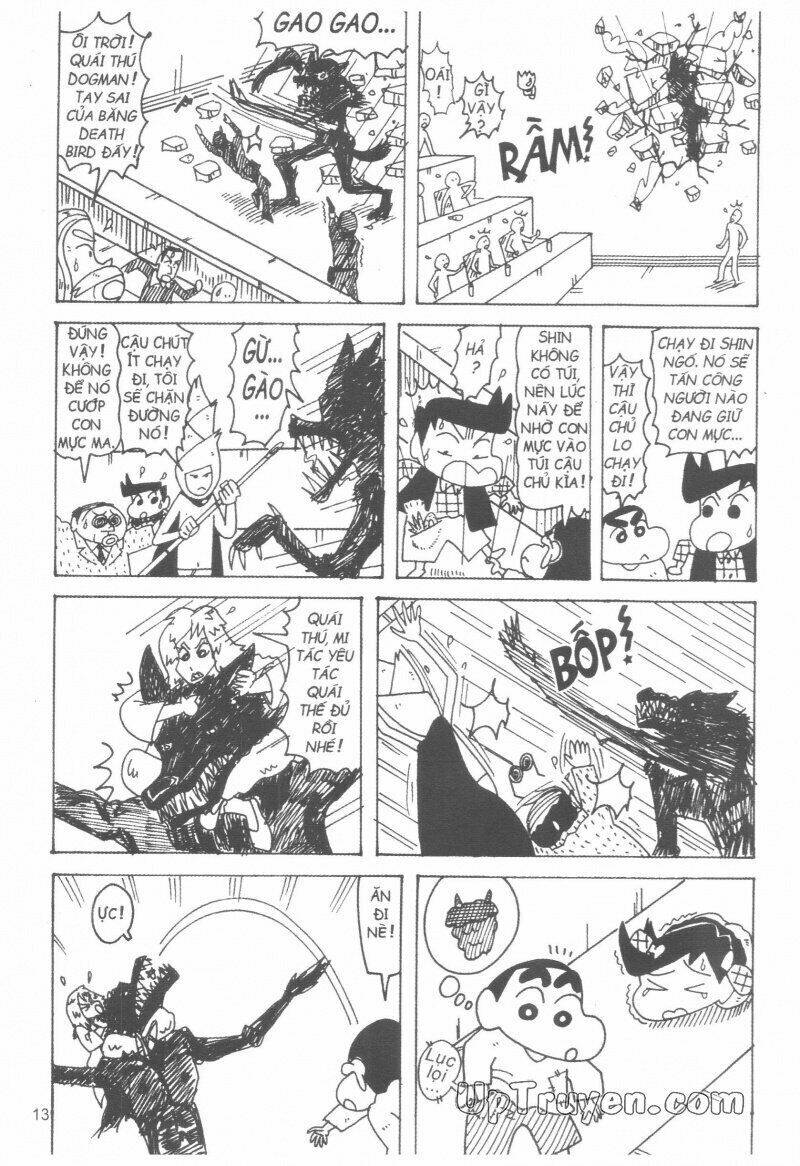 GAO GAO...
ÔI TRỜI!
QUÁI THÚ
DOGMAN!
TAY SAI
CỦA BĂNG
DEATH
BIRD ĐẤY!
OÁI
!
GÌ
VẬY
?
RẦM!
ĐÚNG
VẬY!
KHÔNG
ĐỂ NÓ
CƯỚP
CON
MỰC MA.
CẬU CHÚT
ÍT CHẠY
ĐI, TÔI
SẼ CHẶN
ĐƯỜNG
NÓ!
GỪ...
GÀO
...
HẢ
?
SHIN
KHÔNG
CÓ TÚI,
NÊN LÚC
NÃY ĐỂ
NHỜ CON
MỰC VÀO
TÚI CẬU
CHỦ KÌA!
VẬY
THÌ
CẬU
CHỦ
LO
CHẠY
ĐI!
CHẠY ĐI SHIN
NGỐ. NÓ SẼ
TẤN CÔNG
NGƯỜI NÀO
ĐANG GIỮ
CON MỰC...
QUÁI
THÚ, MI
TÁC YÊU
TÁC
QUÁI
THẾ ĐỦ
RỒI
NHÉ!
BỐP!
ỰC!
ĂN
ĐI
NÈ!
Lục
lọi...
UpTruyen.com
13